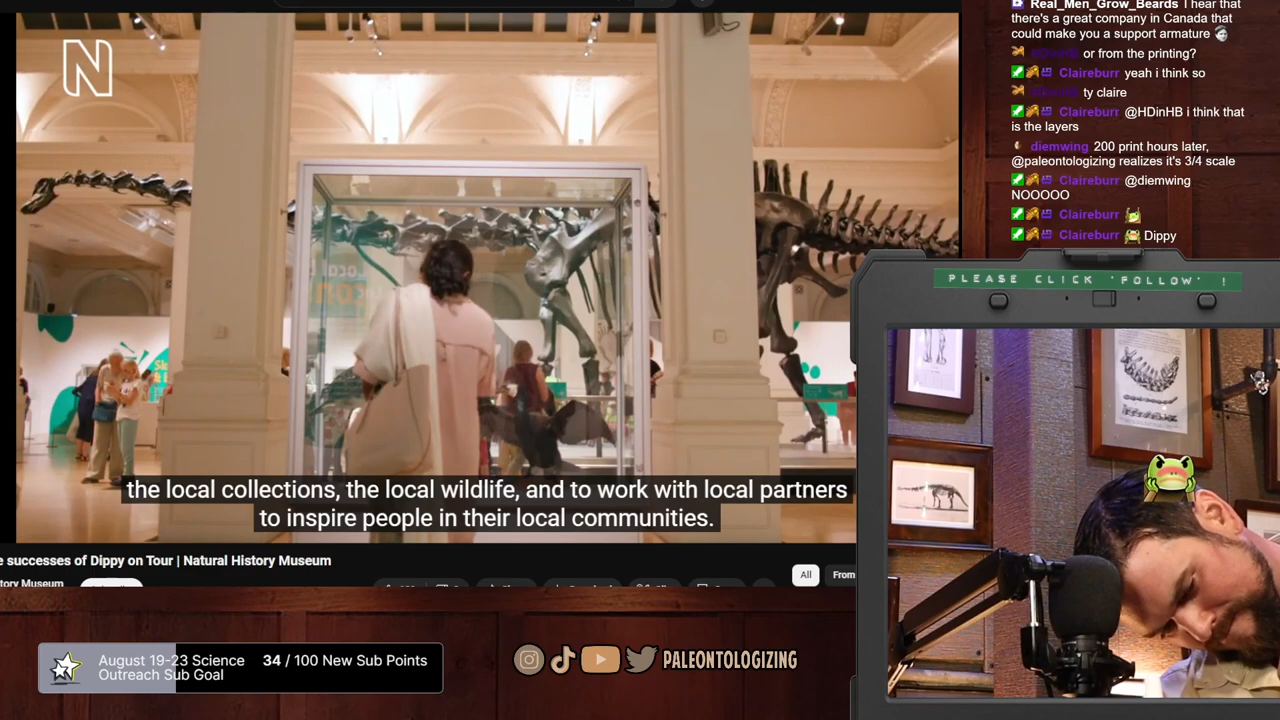 N
Real_Men_Grow_Beards I hear that
there's a great company in Canada that
could make you a support armature
HDinHB or from the printing?
Claireburr yeah i think so
HDinHB ty claire
Claireburr @HDinHB i think that
is the layers
diemwing 200 print hours later,
@paleontologizing realizes it's 3/4 scale
Claireburr @diemwing
NOOOOO
Claireburr
Claireburr Dippy
PLEASE CLICK 'FOLLOW' !
the local collections, the local wildlife, and to work with local partners
to inspire people in their local communities.
successes of Dippy on Tour | Natural History Museum
Museum
All
From
August 19-23 Science
Outreach Sub Goal
34 / 100 New Sub Points
PALEONTOLOGIZING